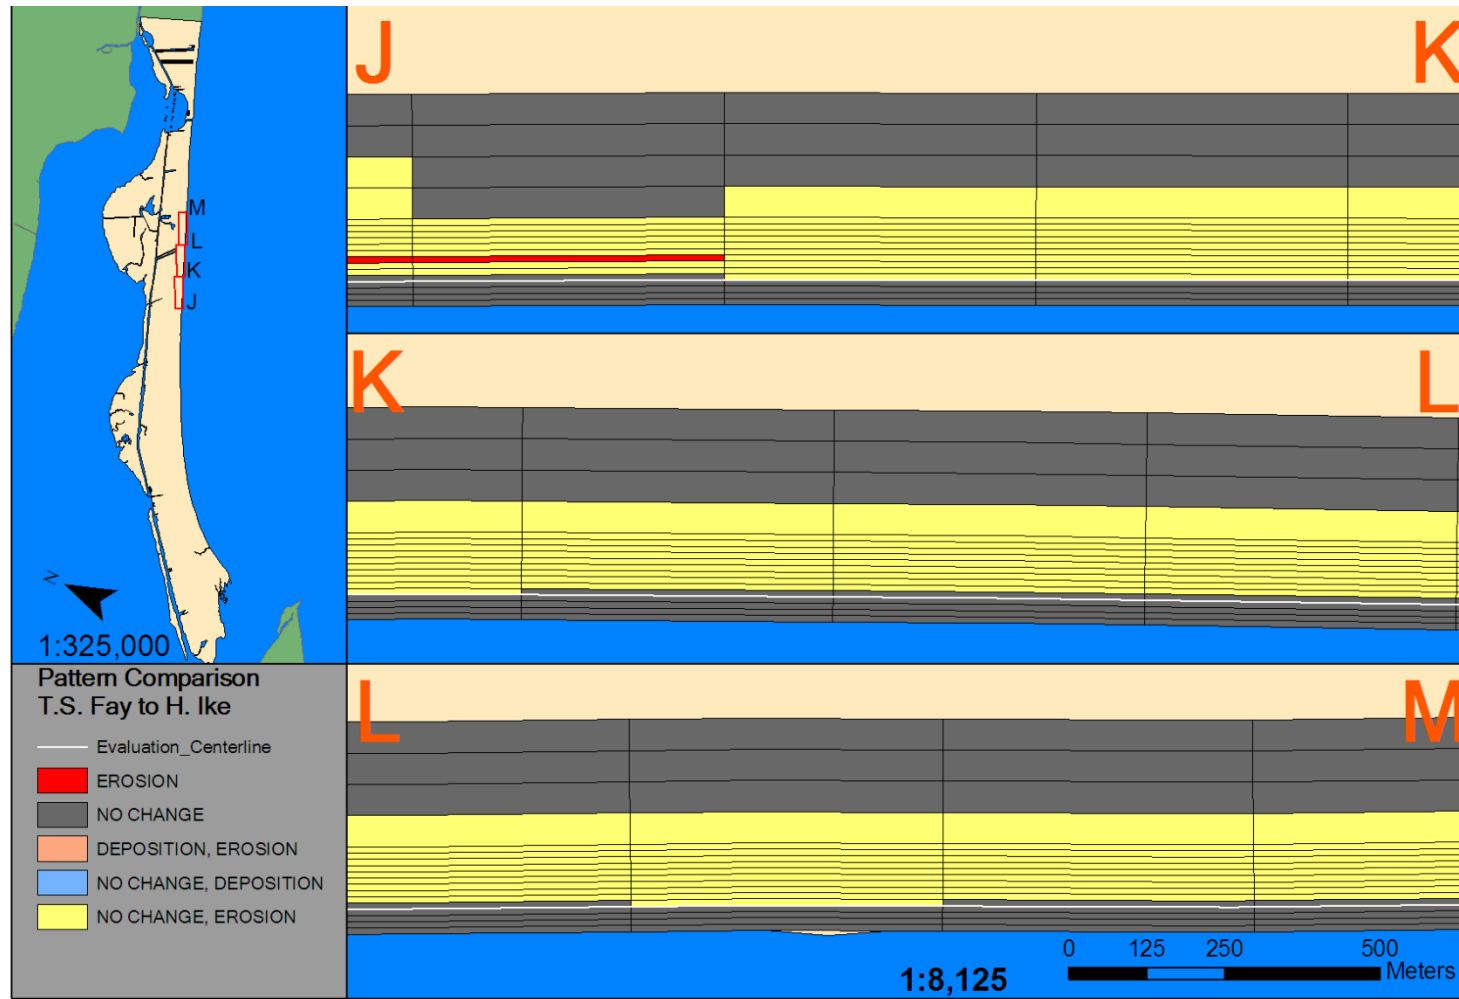 J K
M
L
K
J
N
1:325,000
K L
Pattern Comparison
T.S. Fay to H. Ike
Evaluation_Centerline
EROSION
NO CHANGE
DEPOSITION, EROSION
NO CHANGE, DEPOSITION
NO CHANGE, EROSION
L M
0 125 250 500
Meters
1:8,125